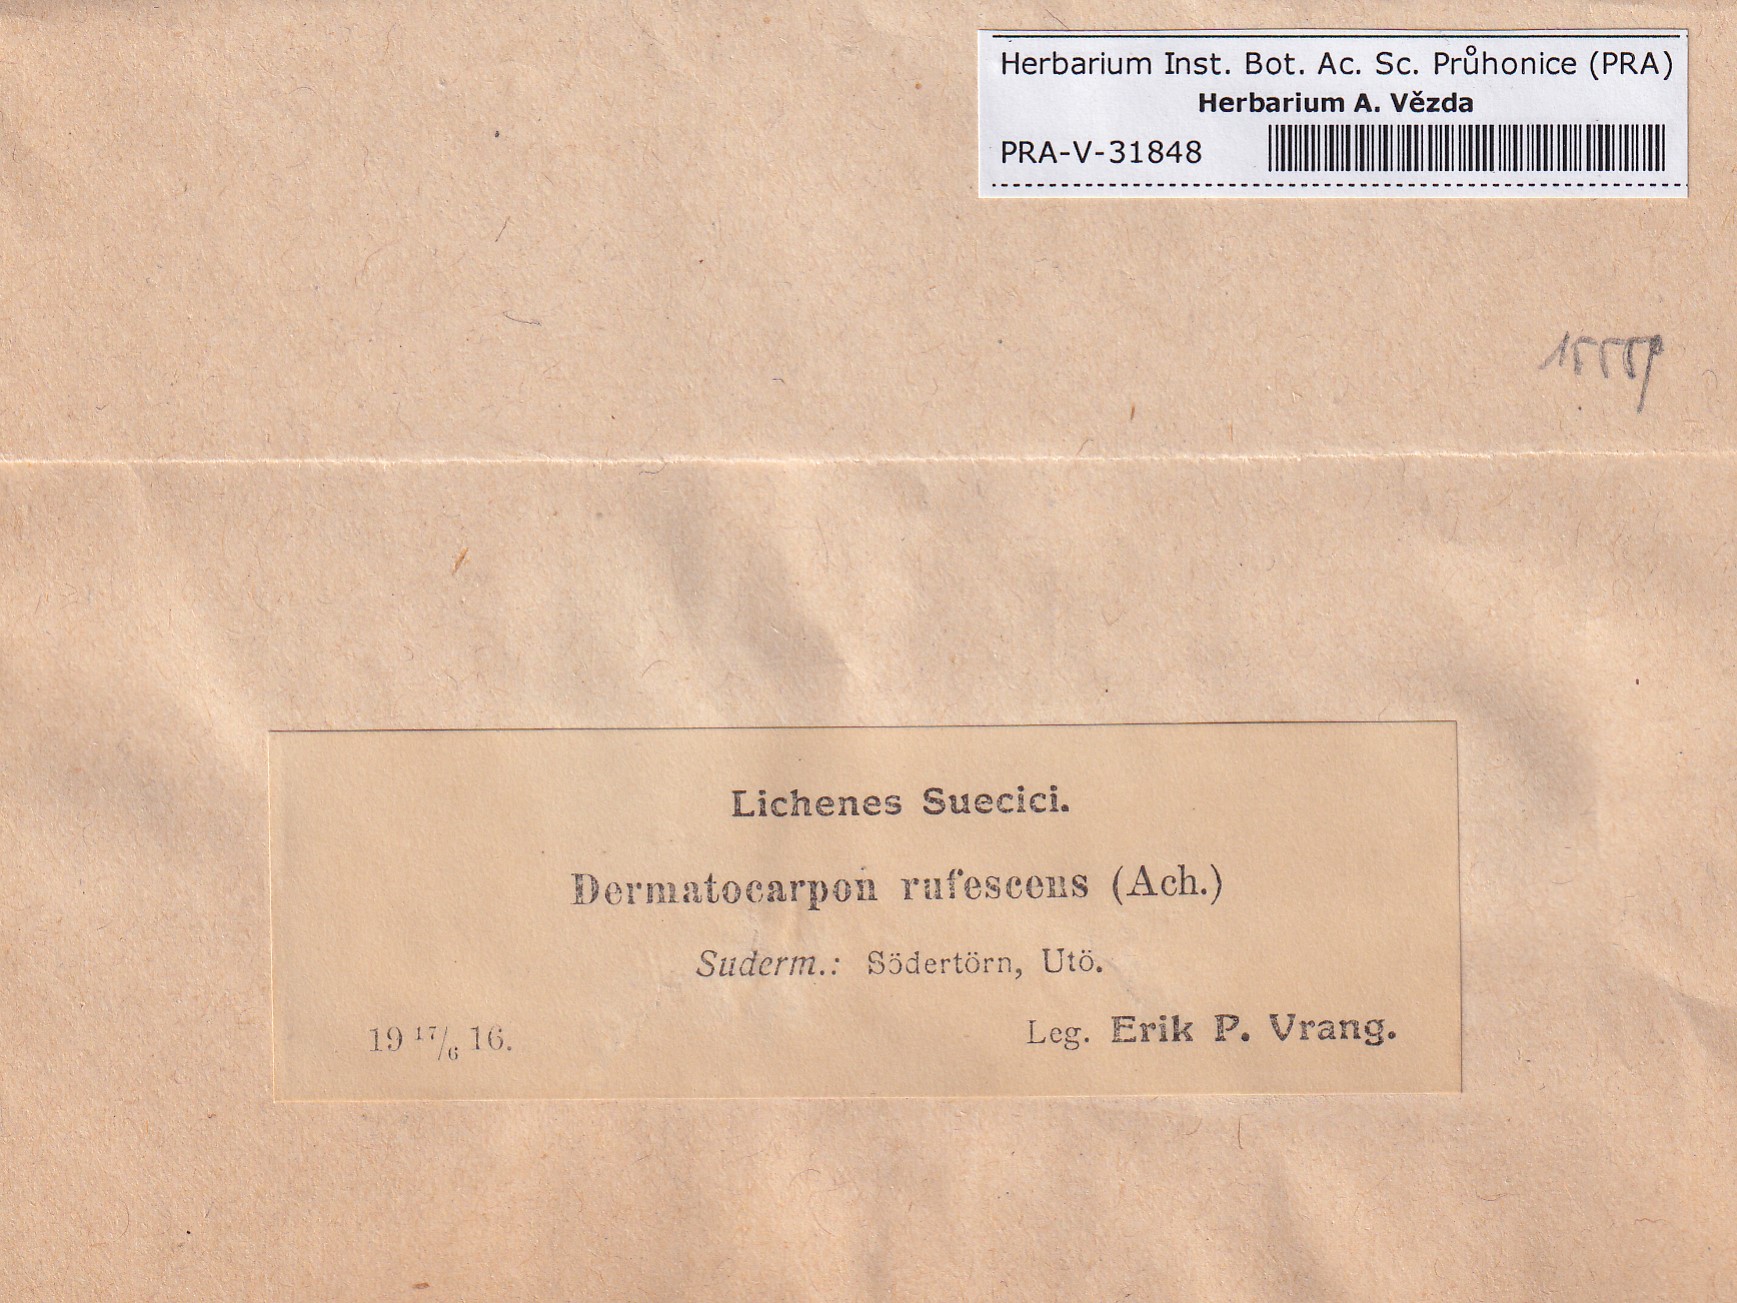 Herbarium Inst. Bot. Ac. Sc. Průhonice (PRA)
Herbarium A. Vězda
PRA-V-31848
15559
Lichenes Suecici.
Dermatocarpon rufescens (Ach.)
Suderm.: Södertörn, Utö.
19 17/6 16.
Leg. Erik P. Vrang.